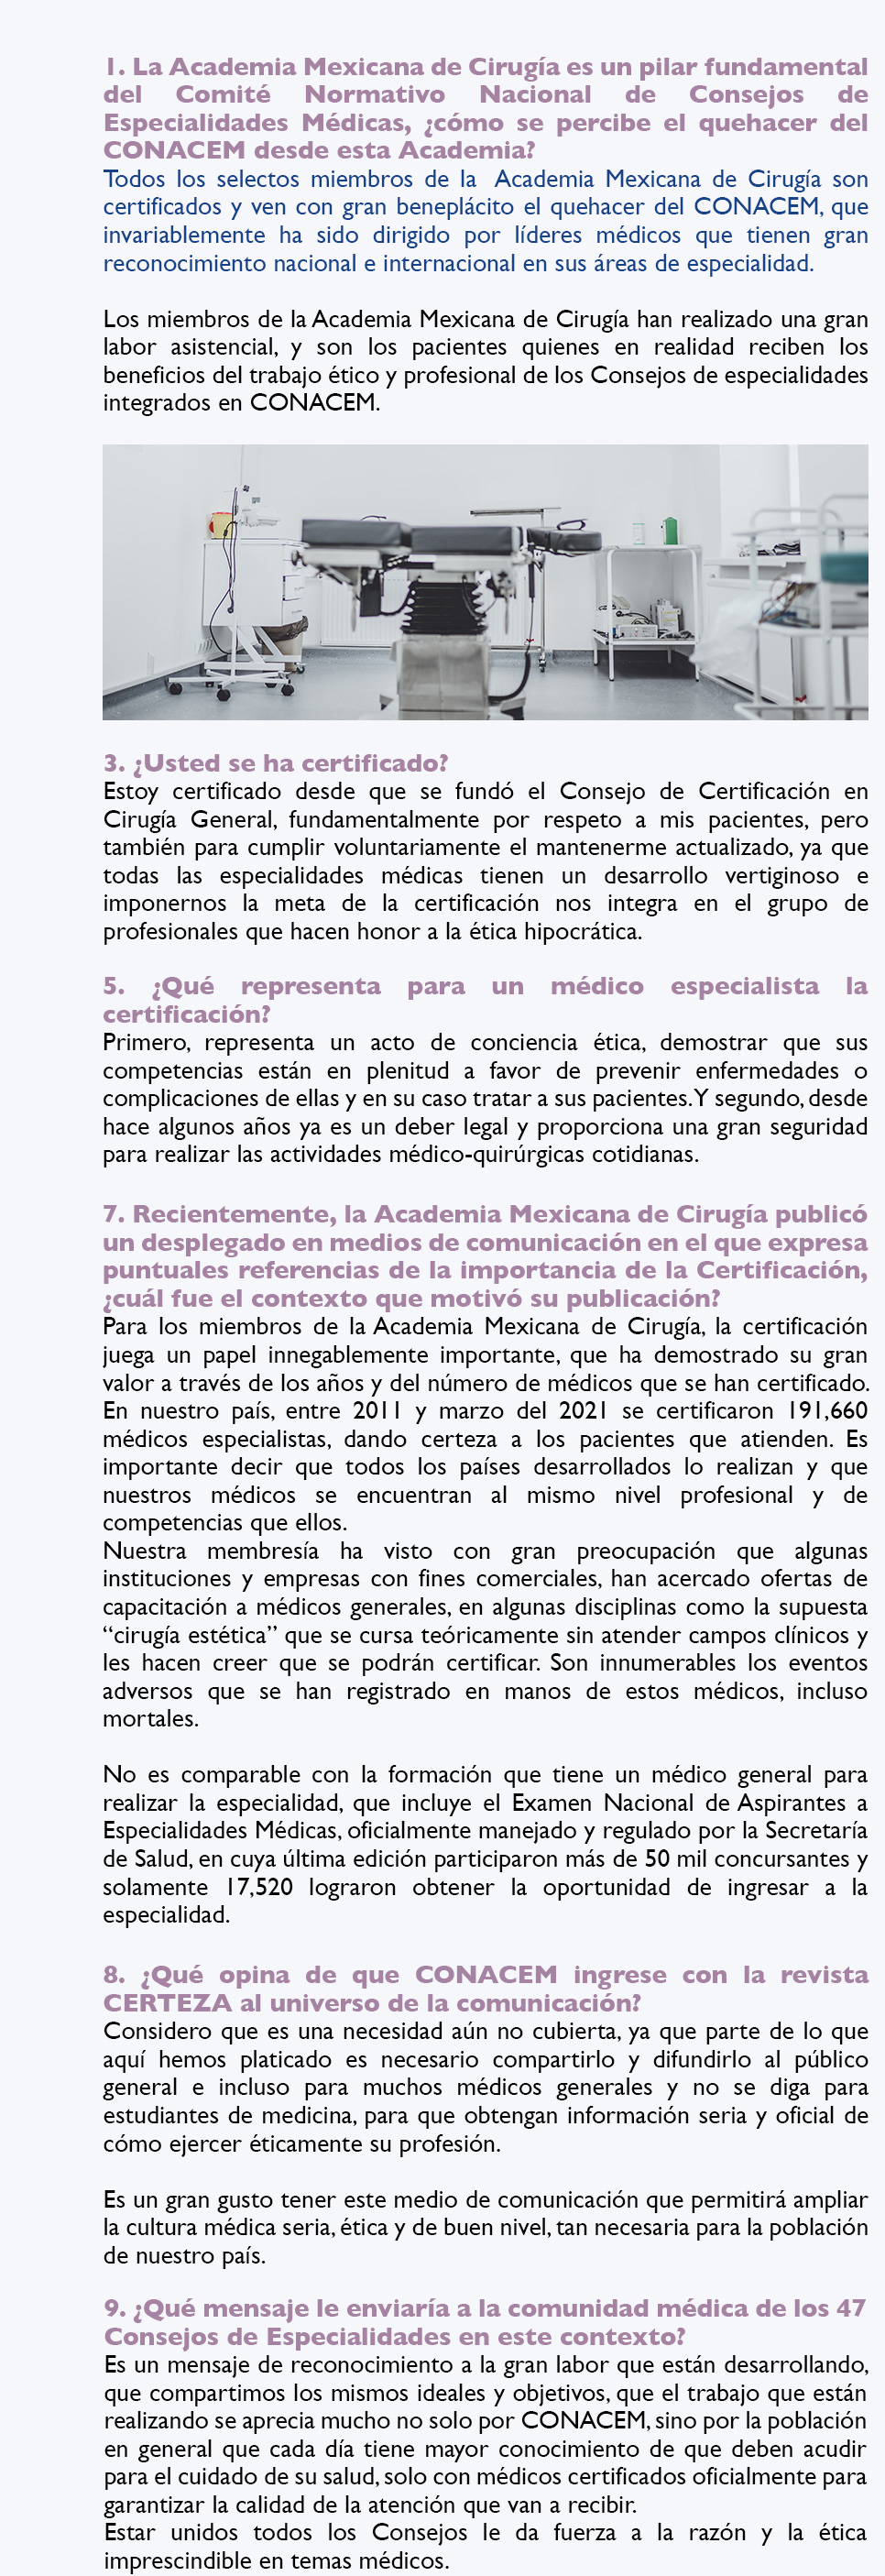 1. La Academia Mexicana de Cirugía es un pilar fundamental
del Comité Normativo Nacional de Consejos de
Especialidades Médicas, ¿cómo se percibe el quehacer del
CONACEM desde esta Academia?
Todos los selectos miembros de la Academia Mexicana de Cirugía son
certificados y ven con gran beneplácito el quehacer del CONACEM, que
invariablemente ha sido dirigido por líderes médicos que tienen gran
reconocimiento nacional e internacional en sus áreas de especialidad.
Los miembros de la Academia Mexicana de Cirugía han realizado una gran
labor asistencial, y son los pacientes quienes en realidad reciben los
beneficios del trabajo ético y profesional de los Consejos de especialidades
integrados en CONACEM.
3. ¿Usted se ha certificado?
Estoy certificado desde que se fundó el Consejo de Certificación en
Cirugía General, fundamentalmente por respeto a mis pacientes, pero
también para cumplir voluntariamente el mantenerme actualizado, ya que
todas las especialidades médicas tienen un desarrollo vertiginoso e
imponernos la meta de la certificación nos integra en el grupo de
profesionales que hacen honor a la ética hipocrática.
5. ¿Qué representa para un médico especialista la
certificación?
Primero, representa un acto de conciencia ética, demostrar que sus
competencias están en plenitud a favor de prevenir enfermedades o
complicaciones de ellas y en su caso tratar a sus pacientes. Y segundo, desde
hace algunos años ya es un deber legal y proporciona una gran seguridad
para realizar las actividades médico-quirúrgicas cotidianas.
7. Recientemente, la Academia Mexicana de Cirugía publicó
un desplegado en medios de comunicación en el que expresa
puntuales referencias de la importancia de la Certificación,
¿cuál fue el contexto que motivó su publicación?
Para los miembros de la Academia Mexicana de Cirugía, la certificación
juega un papel innegablemente importante, que ha demostrado su gran
valor a través de los años y del número de médicos que se han certificado.
En nuestro país, entre 2011 y marzo del 2021 se certificaron 191,660
médicos especialistas, dando certeza a los pacientes que atienden. Es
importante decir que todos los países desarrollados lo realizan y que
nuestros médicos se encuentran al mismo nivel profesional y de
competencias que ellos.
Nuestra membresía ha visto con gran preocupación que algunas
instituciones y empresas con fines comerciales, han acercado ofertas de
capacitación a médicos generales, en algunas disciplinas como la supuesta
“cirugía estética” que se cursa teóricamente sin atender campos clínicos y
les hacen creer que se podrán certificar. Son innumerables los eventos
adversos que se han registrado en manos de estos médicos, incluso
mortales.
No es comparable con la formación que tiene un médico general para
realizar la especialidad, que incluye el Examen Nacional de Aspirantes a
Especialidades Médicas, oficialmente manejado y regulado por la Secretaría
de Salud, en cuya última edición participaron más de 50 mil concursantes y
solamente 17,520 lograron obtener la oportunidad de ingresar a la
especialidad.
8. ¿Qué opina de que CONACEM ingrese con la revista
CERTEZA al universo de la comunicación?
Considero que es una necesidad aún no cubierta, ya que parte de lo que
aquí hemos platicado es necesario compartirlo y difundirlo al público
general e incluso para muchos médicos generales y no se diga para
estudiantes de medicina, para que obtengan información seria y oficial de
cómo ejercer éticamente su profesión.
Es un gran gusto tener este medio de comunicación que permitirá ampliar
la cultura médica seria, ética y de buen nivel, tan necesaria para la población
de nuestro país.
9. ¿Qué mensaje le enviaría a la comunidad médica de los 47
Consejos de Especialidades en este contexto?
Es un mensaje de reconocimiento a la gran labor que están desarrollando,
que compartimos los mismos ideales y objetivos, que el trabajo que están
realizando se aprecia mucho no solo por CONACEM, sino por la población
en general que cada día tiene mayor conocimiento de que deben acudir
para el cuidado de su salud, solo con médicos certificados oficialmente para
garantizar la calidad de la atención que van a recibir.
Estar unidos todos los Consejos le da fuerza a la razón y la ética
imprescindible en temas médicos.